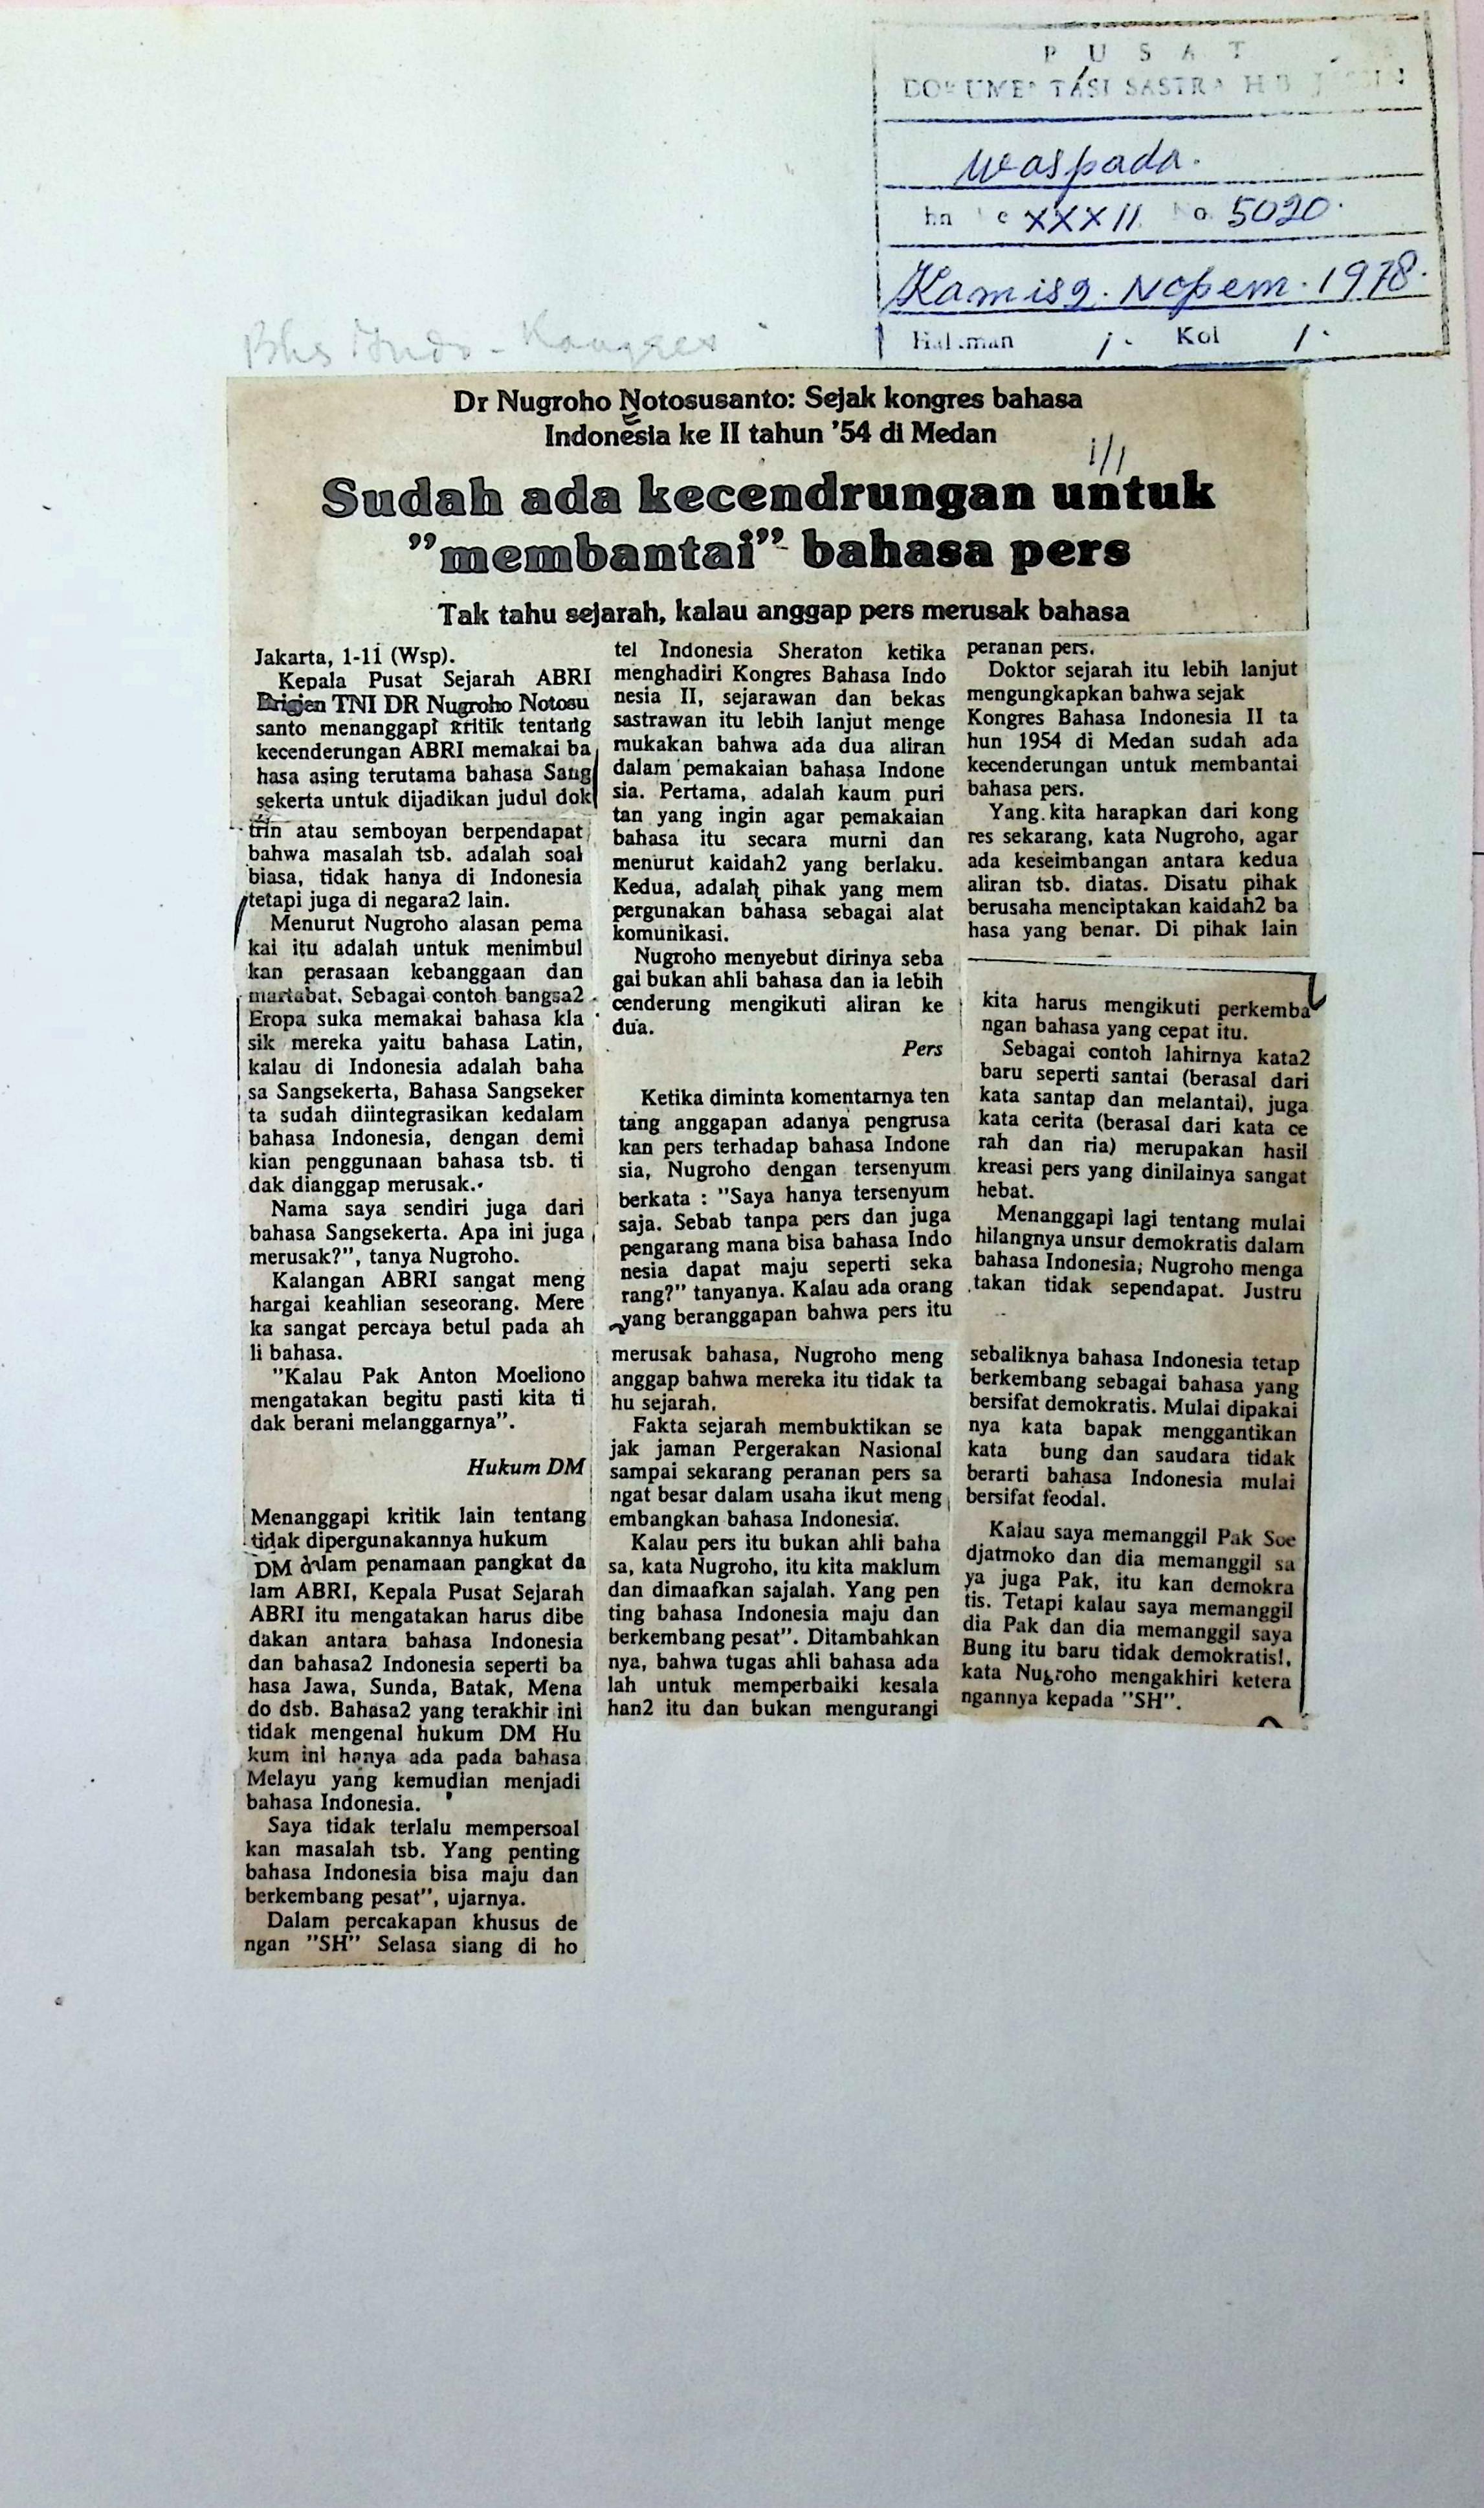 P U S A T
DOKUMENTASI SASTRA H B JASSIN
Waspada.
XXXII No 5020.
Kamis 2. Nopem. 1978.
Halaman 1. Kol 1.
Bhs Indo - Kongres
Dr Nugroho Notosusanto: Sejak kongres bahasa
Indonesia ke II tahun '54 di Medan
1/1
Sudah ada kecendrungan untuk
"membantai" bahasa pers
Tak tahu sejarah, kalau anggap pers merusak bahasa
Jakarta, 1-11 (Wsp).
Kepala Pusat Sejarah ABRI
Brigjen TNI DR Nugroho Notosu
santo menanggapi kritik tentang
kecenderungan ABRI memakai ba
hasa asing terutama bahasa Sang
sekerta untuk dijadikan judul dok
trin atau semboyan berpendapat
bahwa masalah tsb. adalah soal
biasa, tidak hanya di Indonesia
tetapi juga di negara2 lain.
Menurut Nugroho alasan pema
kai itu adalah untuk menimbul
kan perasaan kebanggaan dan
martabat. Sebagai contoh bangsa2
Eropa suka memakai bahasa kla
sik mereka yaitu bahasa Latin,
kalau di Indonesia adalah baha
sa Sangsekerta, Bahasa Sangseker
ta sudah diintegrasikan kedalam
bahasa Indonesia, dengan demi
kian penggunaan bahasa tsb. ti
dak dianggap merusak.
Nama saya sendiri juga dari
bahasa Sangsekerta. Apa ini juga
merusak?", tanya Nugroho.
Kalangan ABRI sangat meng
hargai keahlian seseorang. Mere
ka sangat percaya betul pada ah
li bahasa.
"Kalau Pak Anton Moeliono
mengatakan begitu pasti kita ti
dak berani melanggarnya".
Hukum DM
Menanggapi kritik lain tentang
tidak dipergunakannya hukum
DM dalam penamaan pangkat da
lam ABRI, Kepala Pusat Sejarah
ABRI itu mengatakan harus dibe
dakan antara bahasa Indonesia
dan bahasa2 Indonesia seperti ba
hasa Jawa, Sunda, Batak, Mena
do dsb. Bahasa2 yang terakhir ini
tidak mengenal hukum DM Hu
kum ini hanya ada pada bahasa
Melayu yang kemudian menjadi
bahasa Indonesia.
Saya tidak terlalu mempersoal
kan masalah tsb. Yang penting
bahasa Indonesia bisa maju dan
berkembang pesat", ujarnya.
Dalam percakapan khusus de
ngan "SH" Selasa siang di ho
tel Indonesia Sheraton ketika
menghadiri Kongres Bahasa Indo
nesia II, sejarawan dan bekas
sastrawan itu lebih lanjut menge
mukakan bahwa ada dua aliran
dalam pemakaian bahasa Indone
sia. Pertama, adalah kaum puri
tan yang ingin agar pemakaian
bahasa itu secara murni dan
menurut kaidah2 yang berlaku.
Kedua, adalah pihak yang mem
pergunakan bahasa sebagai alat
komunikasi.
Nugroho menyebut dirinya seba
gai bukan ahli bahasa dan ia lebih
cenderung mengikuti aliran ke
dua.
Pers
Ketika diminta komentarnya ten
tang anggapan adanya pengrusa
kan pers terhadap bahasa Indone
sia, Nugroho dengan tersenyum
berkata : "Saya hanya tersenyum
saja. Sebab tanpa pers dan juga
pengarang mana bisa bahasa Indo
nesia dapat maju seperti seka
rang?" tanyanya. Kalau ada orang
yang beranggapan bahwa pers itu
merusak bahasa, Nugroho meng
anggap bahwa mereka itu tidak ta
hu sejarah.
Fakta sejarah membuktikan se
jak jaman Pergerakan Nasional
sampai sekarang peranan pers sa
ngat besar dalam usaha ikut meng
embangkan bahasa Indonesia.
Kalau pers itu bukan ahli baha
sa, kata Nugroho, itu kita maklum
dan dimaafkan sajalah. Yang pen
ting bahasa Indonesia maju dan
berkembang pesat". Ditambahkan
nya, bahwa tugas ahli bahasa ada
lah untuk memperbaiki kesala
han2 itu dan bukan mengurangi
peranan pers.
Doktor sejarah itu lebih lanjut
mengungkapkan bahwa sejak
Kongres Bahasa Indonesia II ta
hun 1954 di Medan sudah ada
kecenderungan untuk membantai
bahasa pers.
Yang kita harapkan dari kong
res sekarang, kata Nugroho, agar
ada keseimbangan antara kedua
aliran tsb. diatas. Disatu pihak
berusaha menciptakan kaidah2 ba
hasa yang benar. Di pihak lain
kita harus mengikuti perkemba
ngan bahasa yang cepat itu.
Sebagai contoh lahirnya kata2
baru seperti santai (berasal dari
kata santap dan melantai), juga
kata cerita (berasal dari kata ce
rah dan ria) merupakan hasil
kreasi pers yang dinilainya sangat
hebat.
Menanggapi lagi tentang mulai
hilangnya unsur demokratis dalam
bahasa Indonesia; Nugroho menga
takan tidak sependapat. Justru
sebaliknya bahasa Indonesia tetap
berkembang sebagai bahasa yang
bersifat demokratis. Mulai dipakai
nya kata bapak menggantikan
kata bung dan saudara tidak
berarti bahasa Indonesia mulai
bersifat feodal.
Kalau saya memanggil Pak Soe
djatmoko dan dia memanggil sa
ya juga Pak, itu kan demokra
tis. Tetapi kalau saya memanggil
dia Pak dan dia memanggil saya
Bung itu baru tidak demokratis!,
kata Nugroho mengakhiri ketera
ngannya kepada "SH".